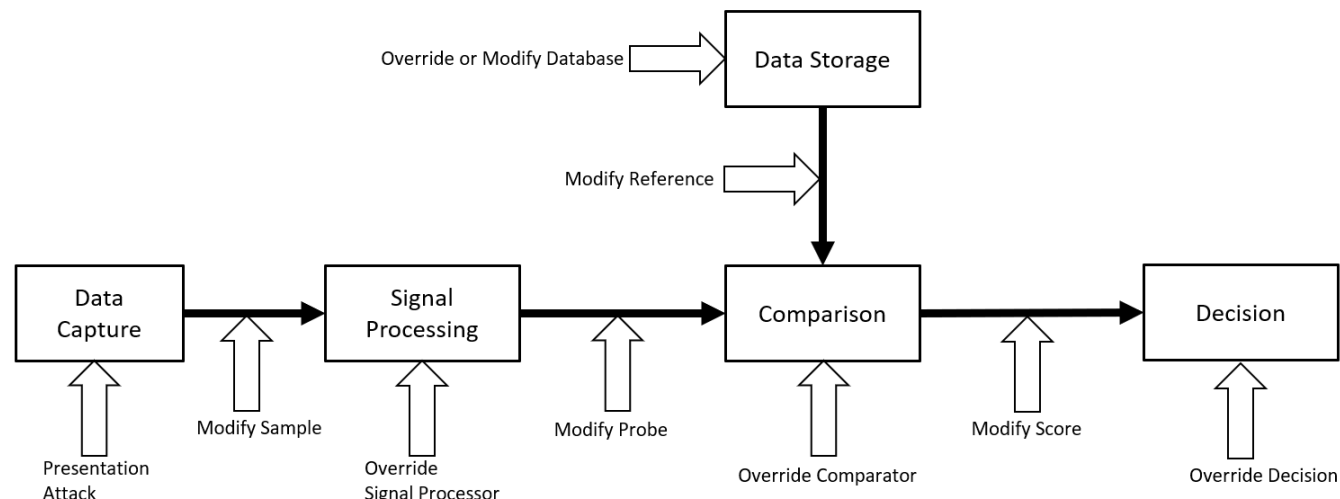 Override or Modify Database
Data Storage
Modify Reference
Data
Capture
Signal
Processing
Comparison
Decision
Modify Sample
Modify Probe
Modify Score
Presentation
Attack
Override
Signal Processor
Override Comparator
Override Decision